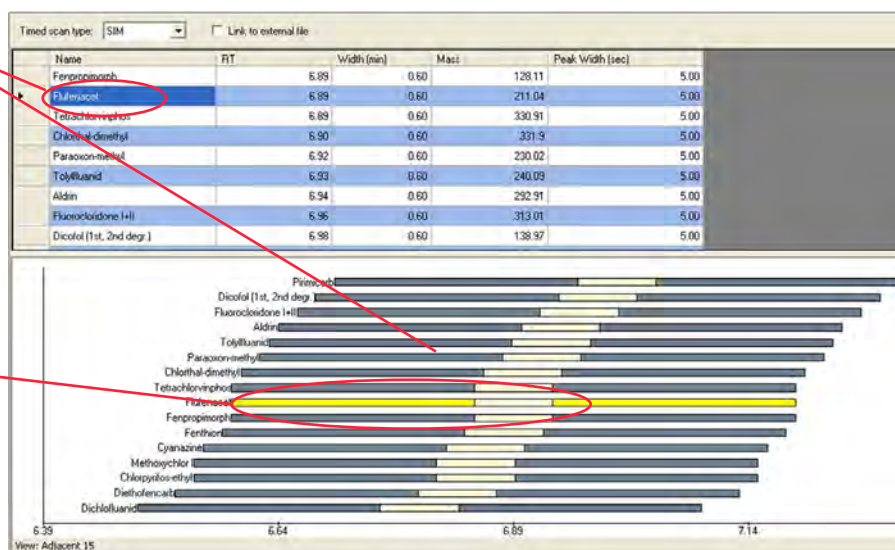 Timed scan type: SIM Link to external file
Name RT Width (min) Mass Peak Width (sec)
Fenpropimorph 6.89 0.60 128.11 5.00
Flufenacet 6.89 0.60 211.04 5.00
Tetrachlorvinphos 6.89 0.60 330.91 5.00
Chlorthal-dimethyl 6.90 0.60 331.9 5.00
Paraoxon-methyl 6.92 0.60 230.02 5.00
Tolylfluanid 6.93 0.60 240.09 5.00
Aldrin 6.94 0.60 292.91 5.00
Fluorocloridone I+II 6.96 0.60 313.01 5.00
Dicofol (1st, 2nd degr.) 6.98 0.60 138.97 5.00
Pirimicarb
Dicofol (1st, 2nd degr.)
Fluorocloridone I+II
Aldrin
Tolylfluanid
Paraoxon-methyl
Chlorthal-dimethyl
Tetrachlorvinphos
Flufenacet
Fenpropimorph
Fenthion
Cyanazine
Methoxychlor I
Chlorpyrifos-ethyl
Diethofencarb
Dichlofluanid
6.39 6.64 6.89 7.14
View: Adjacent 15